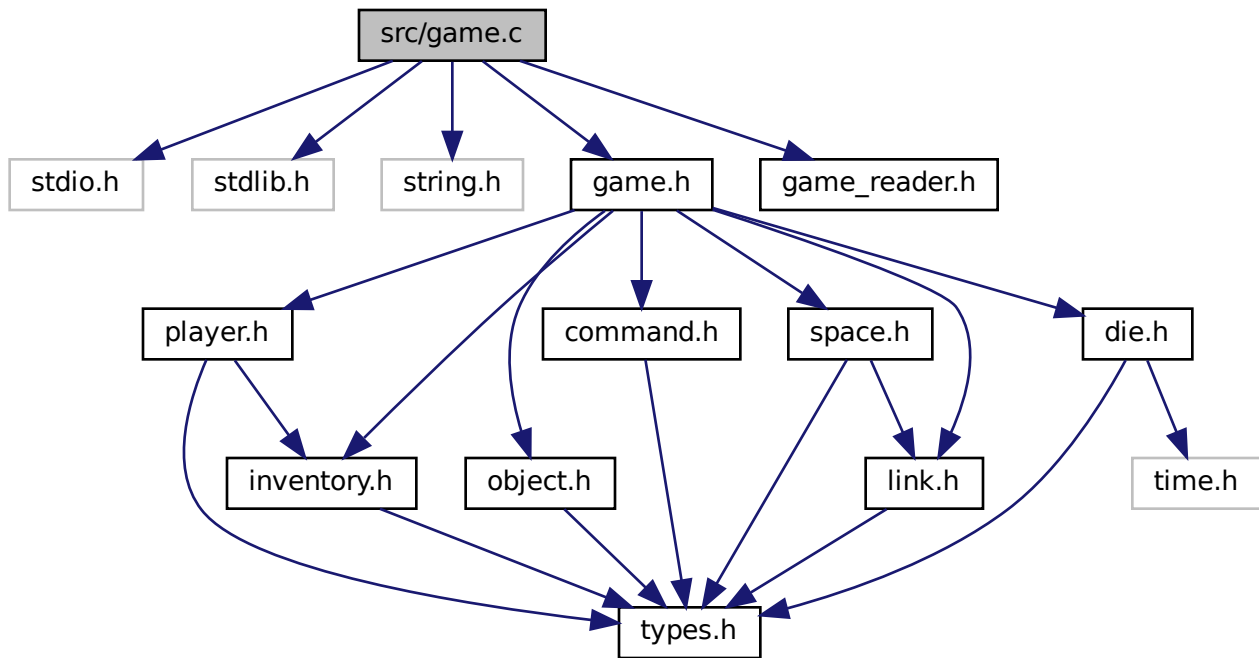 src/game.c
stdio.h
stdlib.h
string.h
game.h
game_reader.h
player.h
command.h
space.h
die.h
inventory.h
object.h
link.h
time.h
types.h